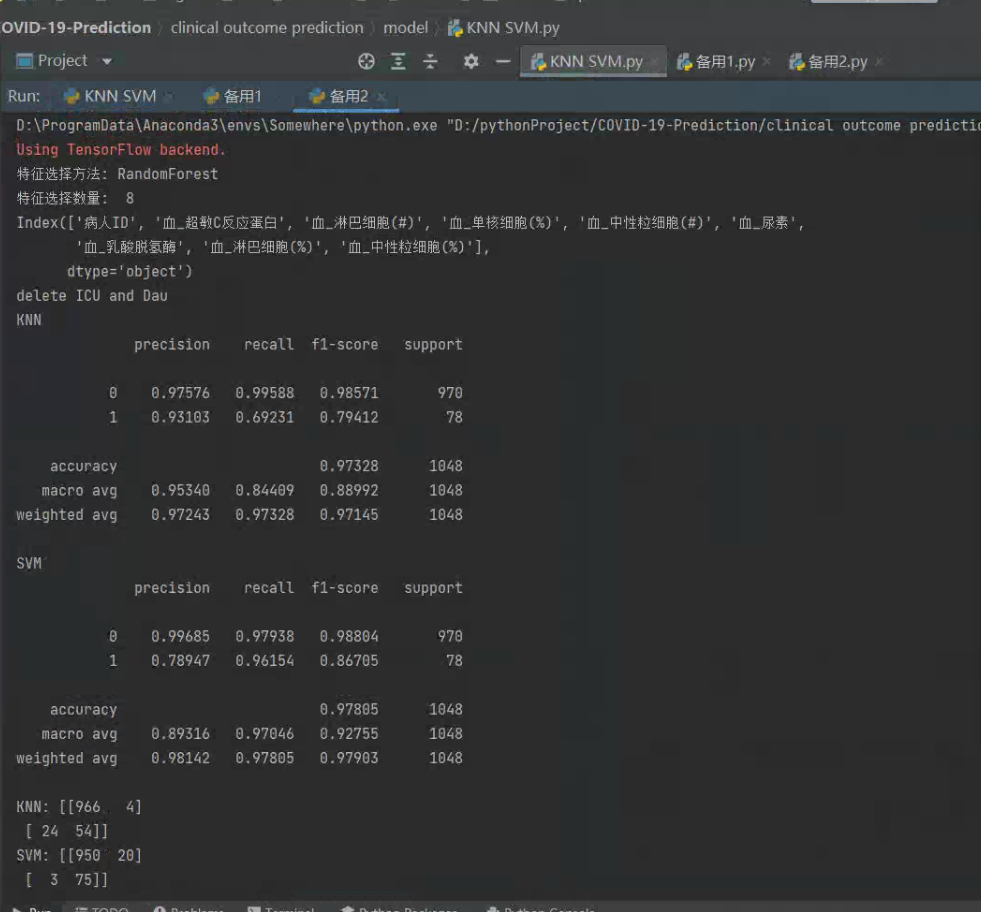 OVID-19-Prediction clinical outcome prediction model KNN SVM.py
Project KNN SVM.py 备用1.py 备用2.py
Run: KNN SVM 备用1 备用2
D:\ProgramData\Anaconda3\envs\Somewhere\python.exe "D:/pythonProject/COVID-19-Prediction/clinical outcome predictio
Using TensorFlow backend.
特征选择方法: RandomForest
特征选择数量: 8
Index(['病人ID', '血_超敏C反应蛋白', '血_淋巴细胞(#)', '血_单核细胞(%)', '血_中性粒细胞(#)', '血_尿素',
'血_乳酸脱氢酶', '血_淋巴细胞(%)', '血_中性粒细胞(%)'],
dtype='object')
delete ICU and Dau
KNN
precision recall f1-score support
0 0.97576 0.99588 0.98571 970
1 0.93103 0.69231 0.79412 78
accuracy 0.97328 1048
macro avg 0.95340 0.84409 0.88992 1048
weighted avg 0.97243 0.97328 0.97145 1048
SVM
precision recall f1-score support
0 0.99685 0.97938 0.98804 970
1 0.78947 0.96154 0.86705 78
accuracy 0.97805 1048
macro avg 0.89316 0.97046 0.92755 1048
weighted avg 0.98142 0.97805 0.97903 1048
KNN: [[966 4]
[ 24 54]]
SVM: [[950 20]
[ 3 75]]
Run TODO Problems Terminal Python Packages Python Console